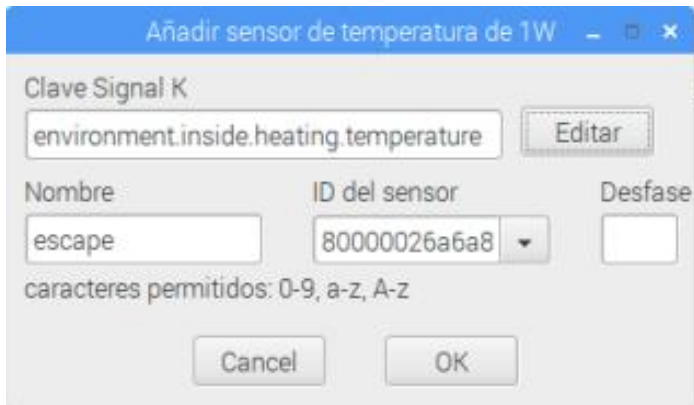 Añadir sensor de temperatura de 1W
Clave Signal K
environment.inside.heating.temperature Editar
Nombre ID del sensor Desfase
escape 80000026a6a8
caracteres permitidos: 0-9, a-z, A-z
Cancel OK